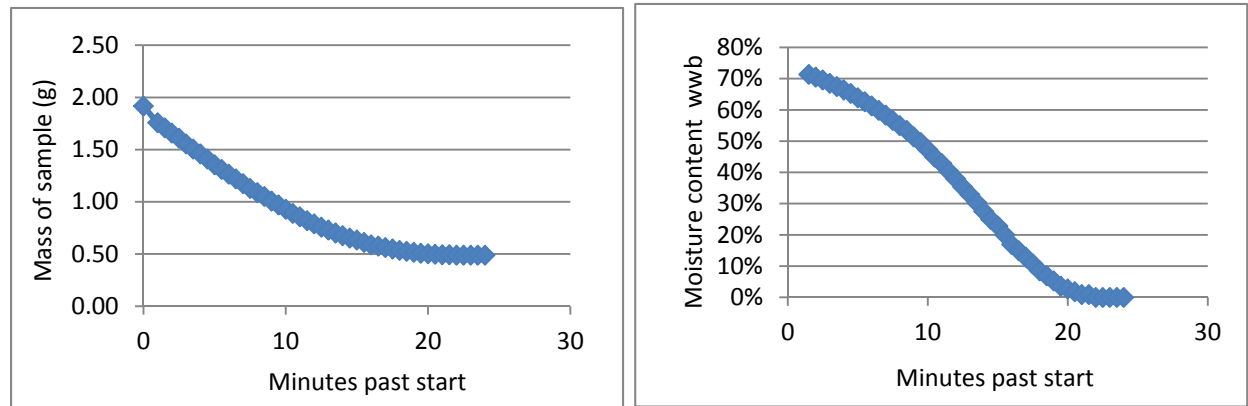 2.50
2.00
1.50
1.00
0.50
0.00
Mass of sample (g)
0 10 20 30
Minutes past start
80%
70%
60%
50%
40%
30%
20%
10%
0%
Moisture content wwb
0 10 20 30
Minutes past start